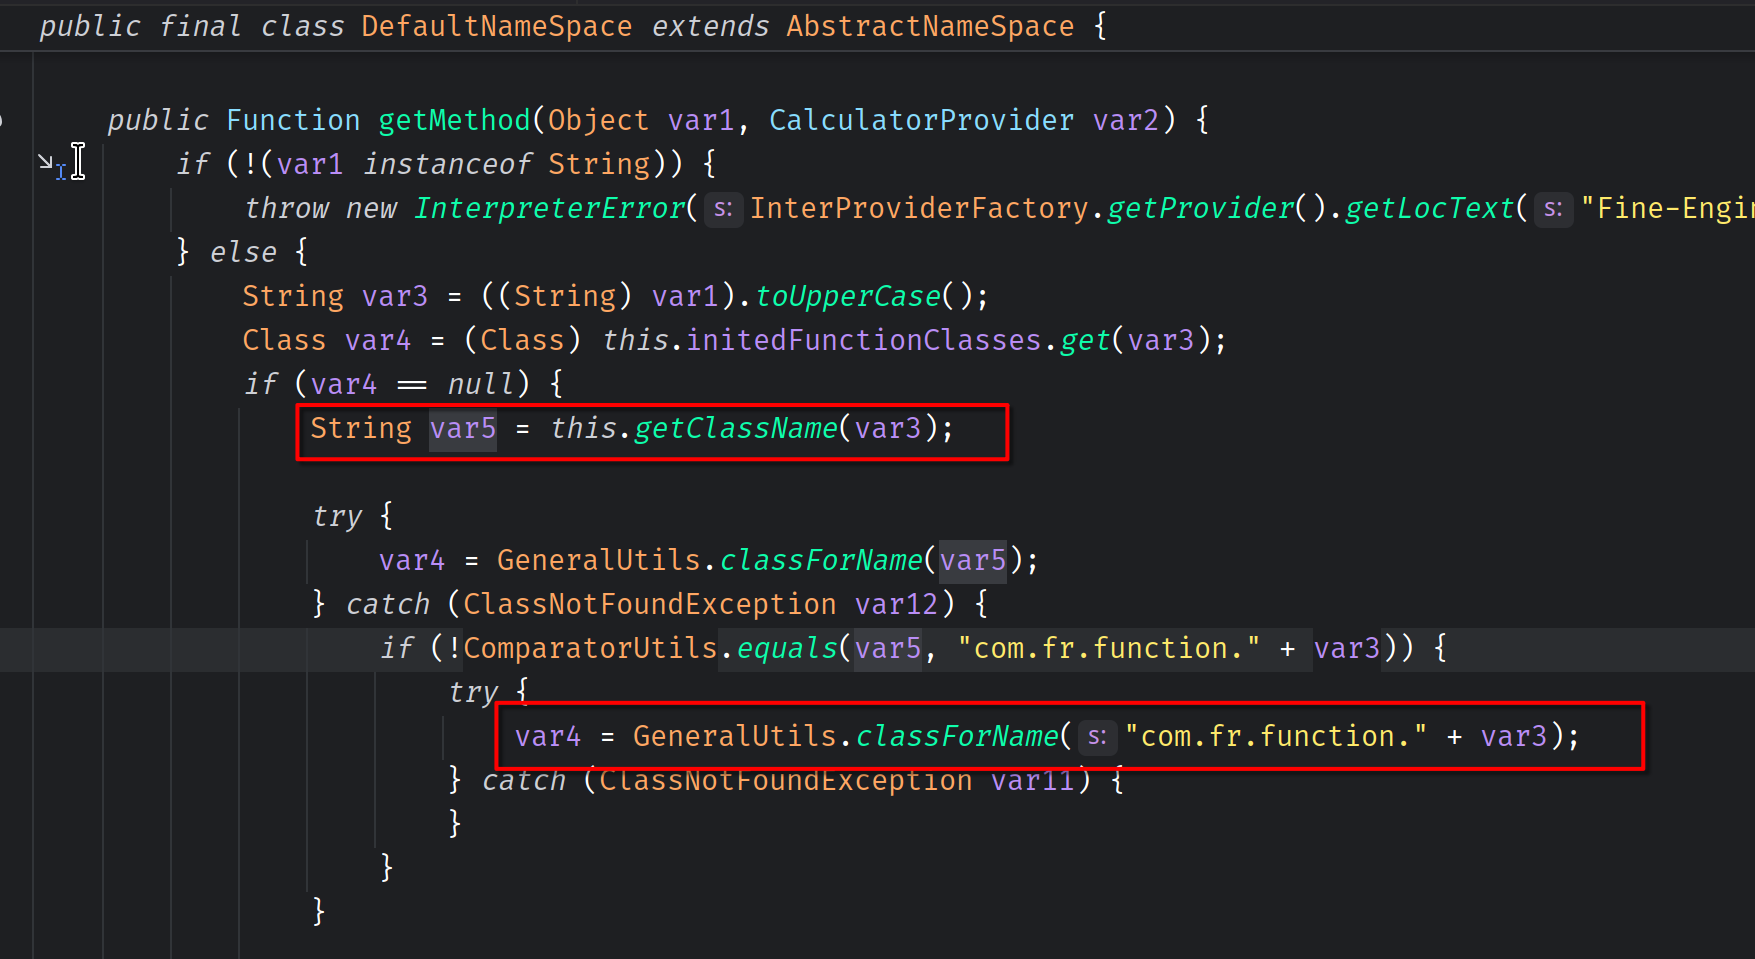 public final class DefaultNameSpace extends AbstractNameSpace {
public Function getMethod(Object var1, CalculatorProvider var2) {
if (!(var1 instanceof String)) {
throw new InterpreterError( s: InterProviderFactory.getProvider().getLocText( s: "Fine-Engin
} else {
String var3 = ((String) var1).toUpperCase();
Class var4 = (Class) this.initedFunctionClasses.get(var3);
if (var4 == null) {
String var5 = this.getClassName(var3);
try {
var4 = GeneralUtils.classForName(var5);
} catch (ClassNotFoundException var12) {
if (!ComparatorUtils.equals(var5, "com.fr.function." + var3)) {
try {
var4 = GeneralUtils.classForName( s: "com.fr.function." + var3);
} catch (ClassNotFoundException var11) {
}
}
}